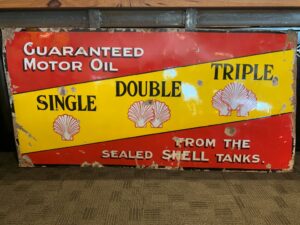 GUARANTEED
MOTOR OIL
SINGLE DOUBLE TRIPLE
FROM THE
SEALED SHELL TANKS.